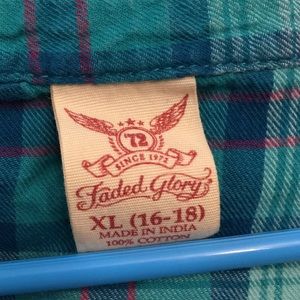 72
SINCE 1972
Faded Glory
XL (16-18)
MADE IN INDIA
100% COTTON